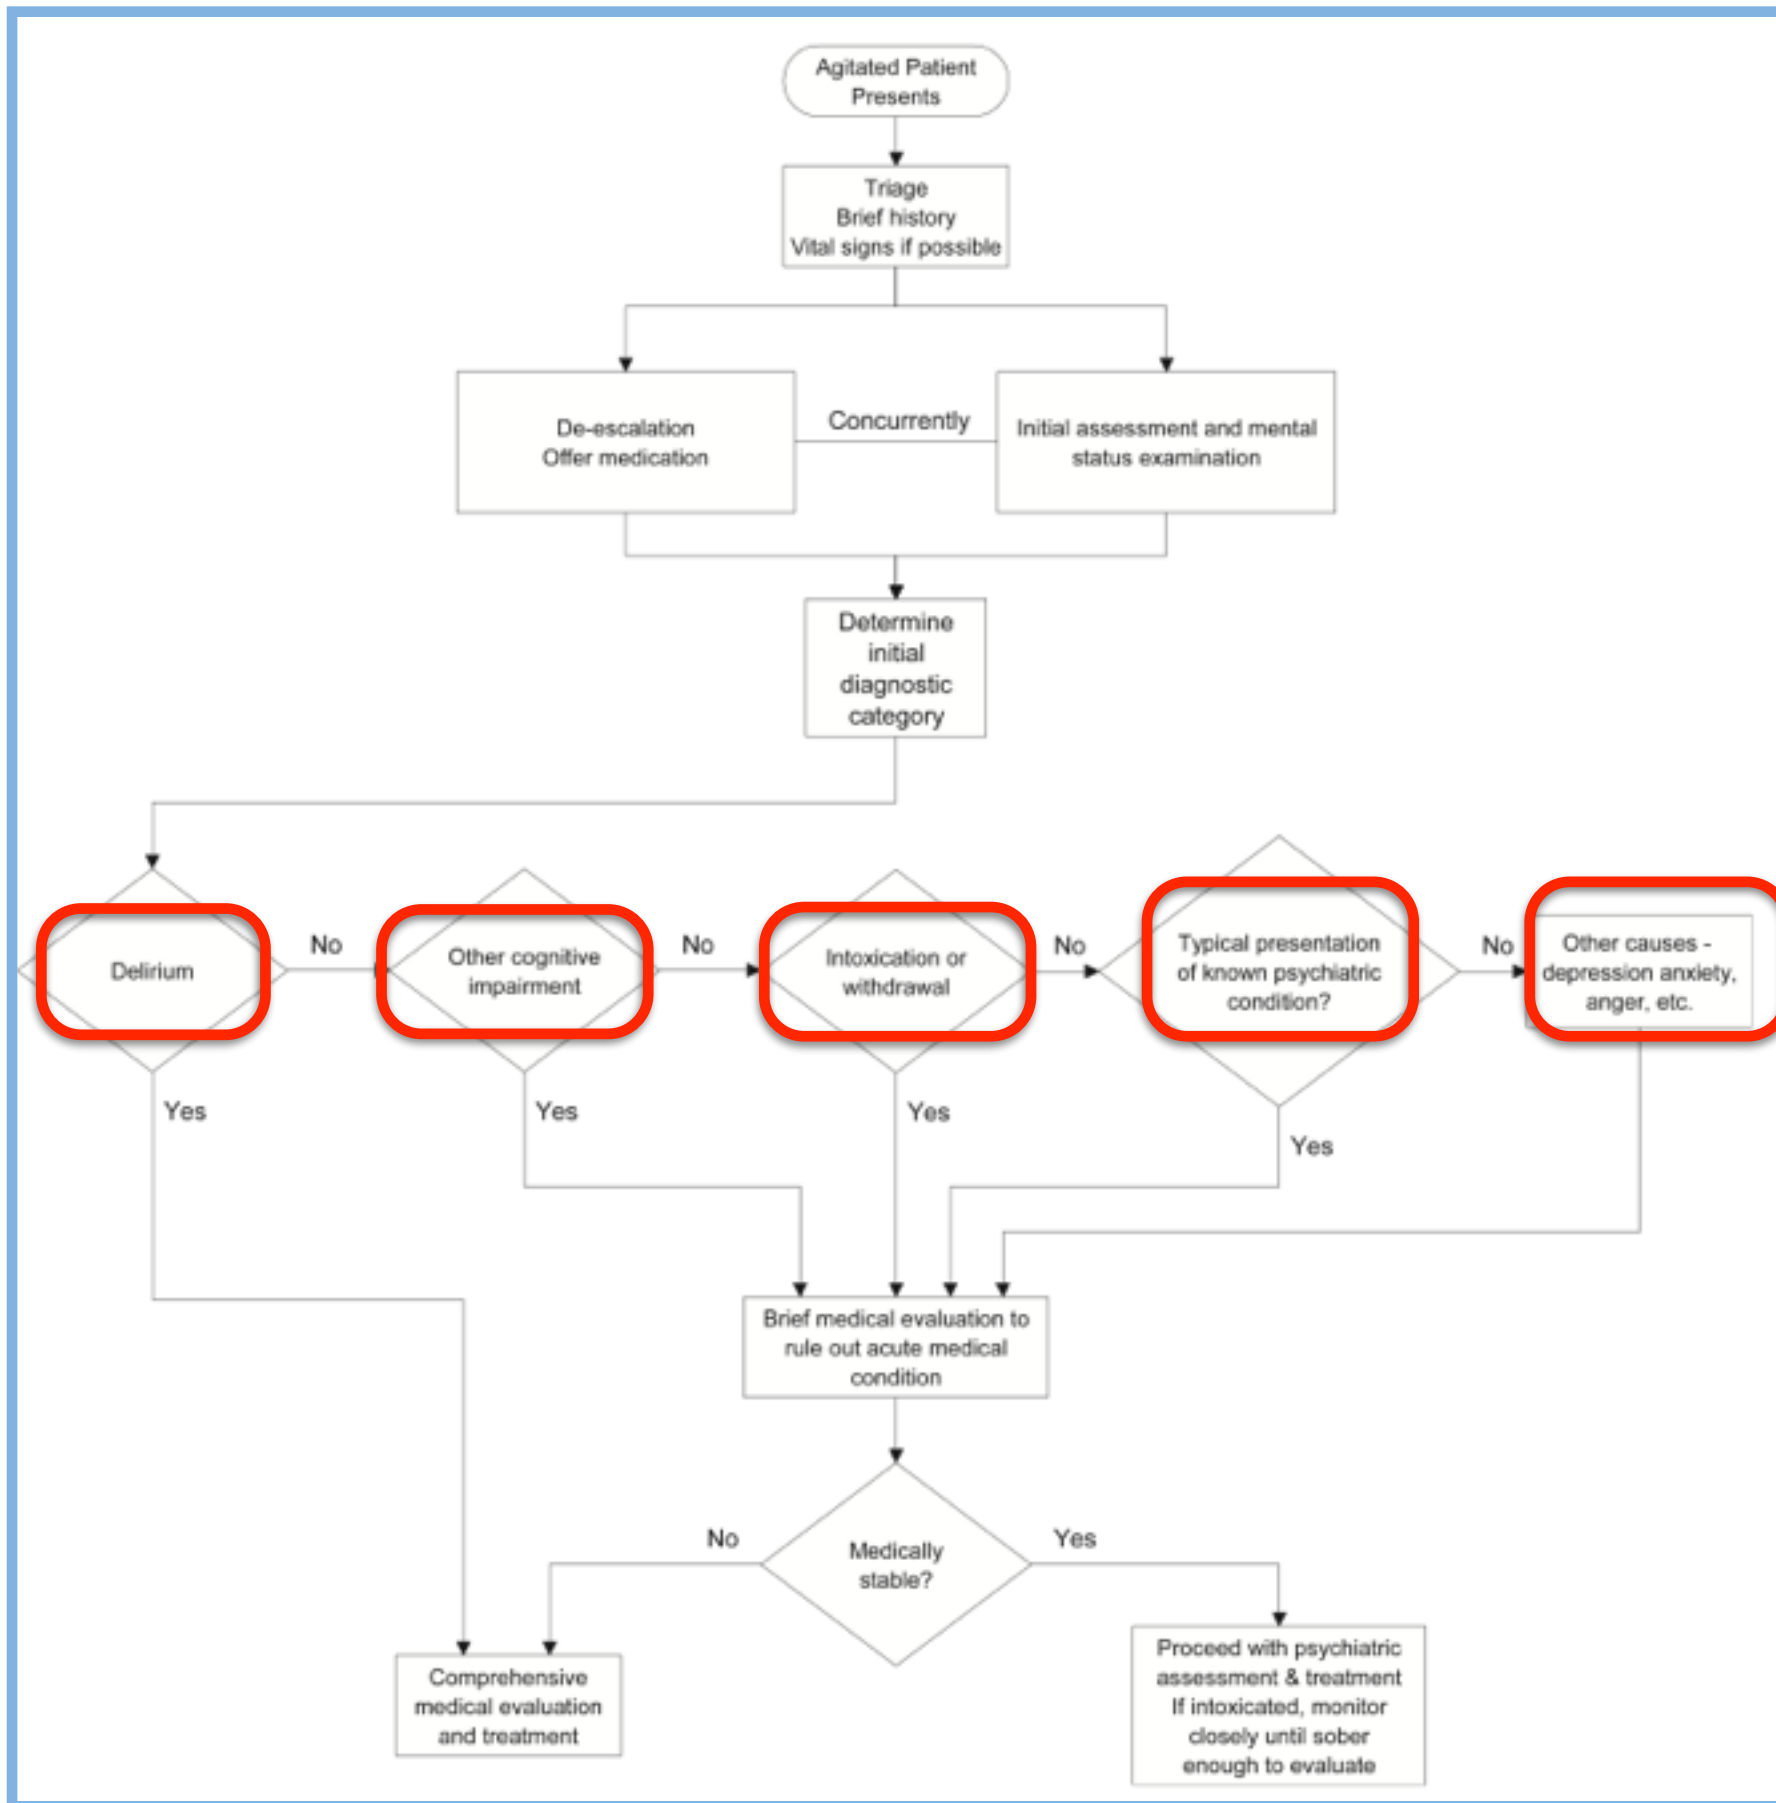 Agitated Patient
Presents
Triage
Brief history
Vital signs if possible
De-escalation
Offer medication
Concurrently
Initial assessment and mental
status examination
Determine
initial
diagnostic
category
Delirium
No
Other cognitive
impairment
No
Intoxication or
withdrawal
No
Typical presentation
of known psychiatric
condition?
No
Other causes -
depression anxiety,
anger, etc.
Yes
Yes
Yes
Yes
Brief medical evaluation to
rule out acute medical
condition
No
Medically
stable?
Yes
Comprehensive
medical evaluation
and treatment
Proceed with psychiatric
assessment & treatment
If intoxicated, monitor
closely until sober
enough to evaluate